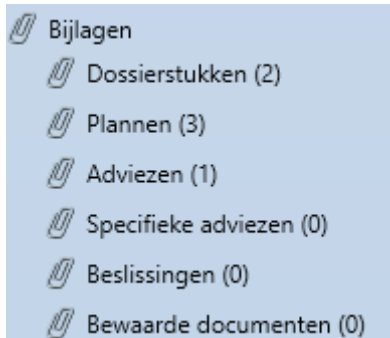 Bijlagen
Dossierstukken (2)
Plannen (3)
Adviezen (1)
Specifieke adviezen (0)
Beslissingen (0)
Bewaarde documenten (0)